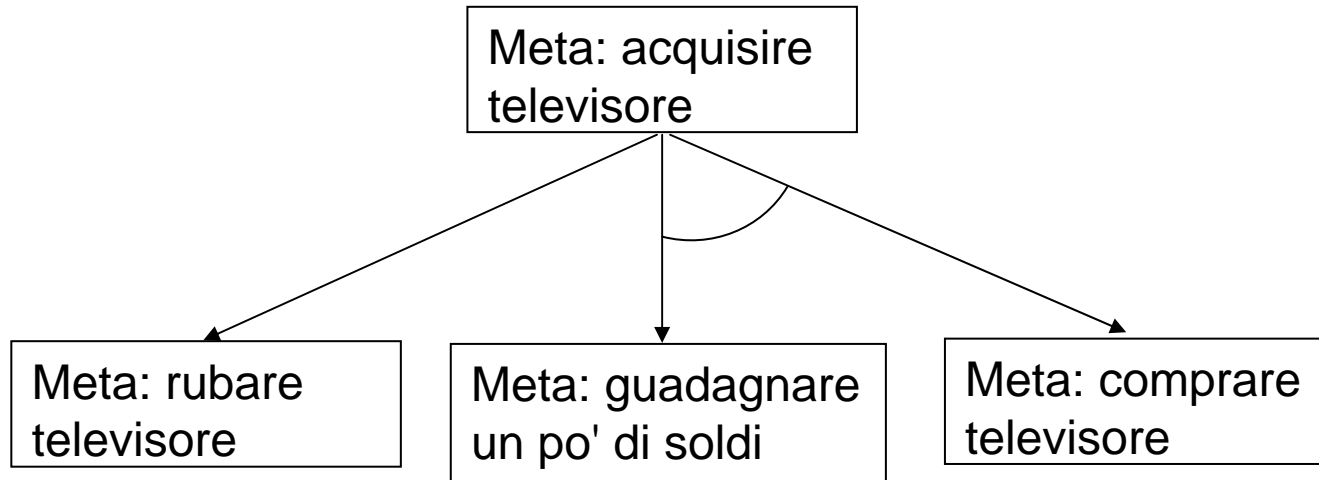 Meta: acquisire
televisore
Meta: rubare
televisore
Meta: guadagnare
un po' di soldi
Meta: comprare
televisore